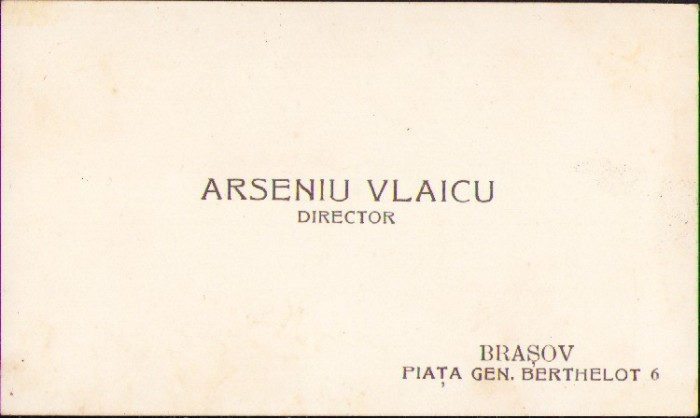 ARSENIU VLAICU
DIRECTOR
BRAȘOV
PIAȚA GEN. BERTHELOT 6